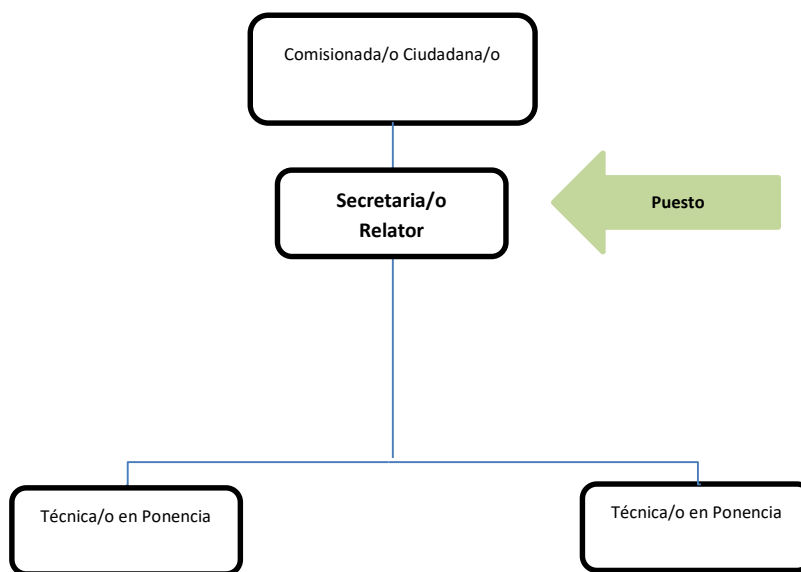 Comisionada/o Ciudadana/o
Secretaria/o
Relator
Puesto
Técnica/o en Ponencia
Técnica/o en Ponencia